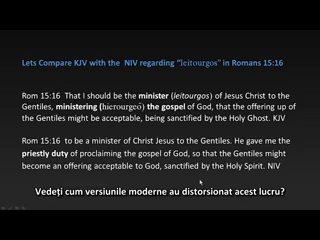 Lets Compare KJV with the NIV regarding “leitourgos” in Romans 15:16
Rom 15:16 That I should be the minister (leitourgos) of Jesus Christ to the
Gentiles, ministering (hierourgeō) the gospel of God, that the offering up of
the Gentiles might be acceptable, being sanctified by the Holy Ghost. KJV
Rom 15:16 to be a minister of Christ Jesus to the Gentiles. He gave me the
priestly duty of proclaiming the gospel of God, so that the Gentiles might
become an offering acceptable to God, sanctified by the Holy Spirit. NIV
Vedeți cum versiunile moderne au distorsionat acest lucru?